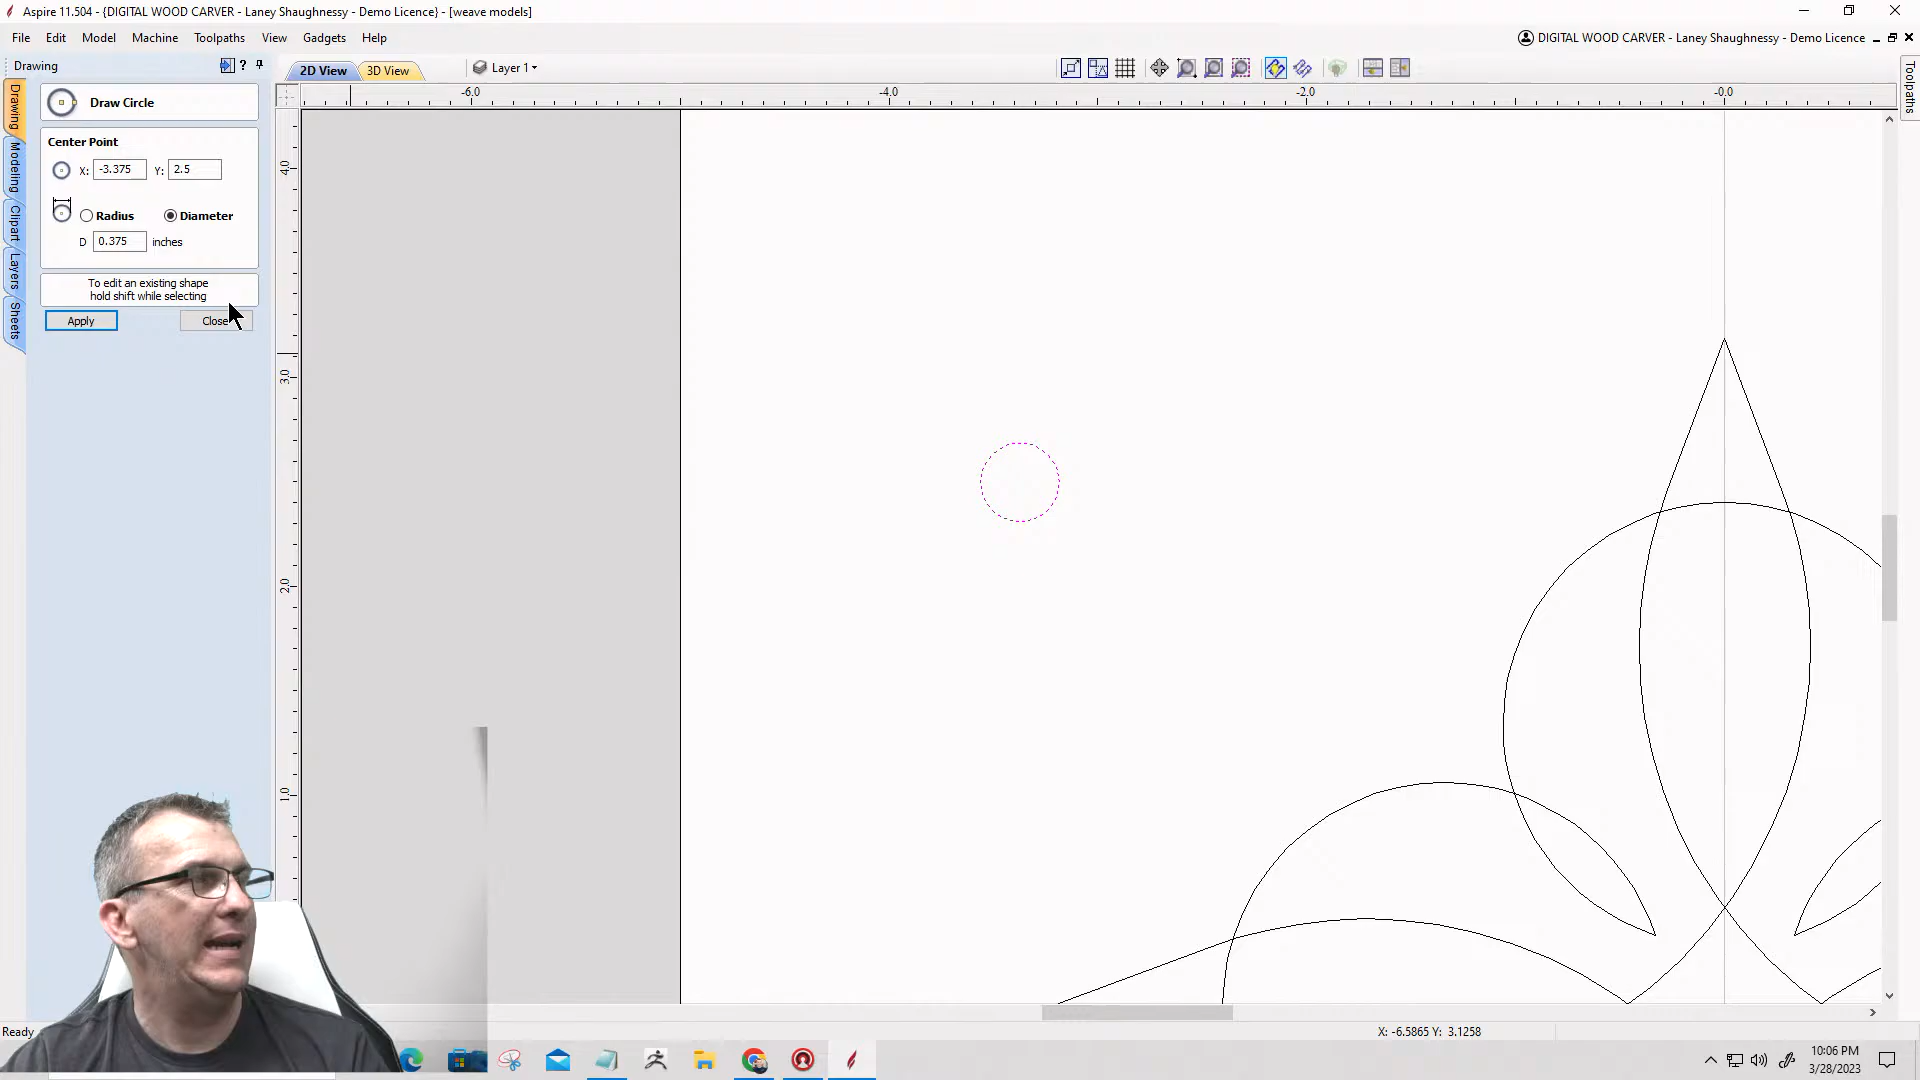 Aspire 11.504 - {DIGITAL WOOD CARVER - Laney Shaughnessy - Demo Licence} - [weave models]
File Edit Model Machine Toolpaths View Gadgets Help
DIGITAL WOOD CARVER - Laney Shaughnessy - Demo Licence
Drawing
?
2D View
3D View
Layer 1
Drawing
Modeling
Clipart
Layers
Sheets
Toolpaths
Draw Circle
Center Point
X: -3.375 Y: 2.5
Radius Diameter
D 0.375 inches
To edit an existing shape
hold shift while selecting
Apply Close
-6.0 -4.0 -2.0 -0.0
4.0
3.0
2.0
1.0
Ready
X: -6.5865 Y: 3.1258
10:06 PM
3/28/2023